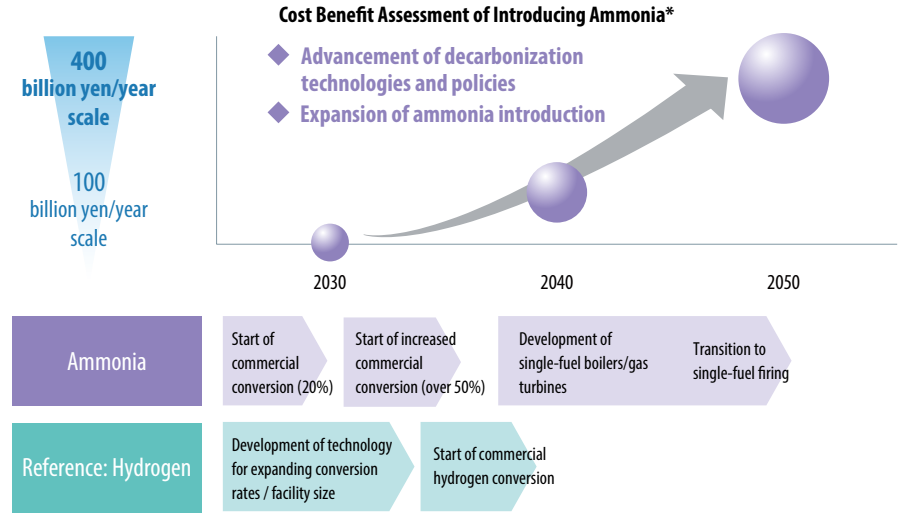 Cost Benefit Assessment of Introducing Ammonia*
400
billion yen/year
scale
100
billion yen/year
scale
Advancement of decarbonization
technologies and policies
Expansion of ammonia introduction
2030
2040
2050
Ammonia
Start of
commercial
conversion (20%)
Start of increased
commercial
conversion (over 50%)
Development of
single-fuel boilers/gas
turbines
Transition to
single-fuel firing
Reference: Hydrogen
Development of technology
for expanding conversion
rates / facility size
Start of commercial
hydrogen conversion